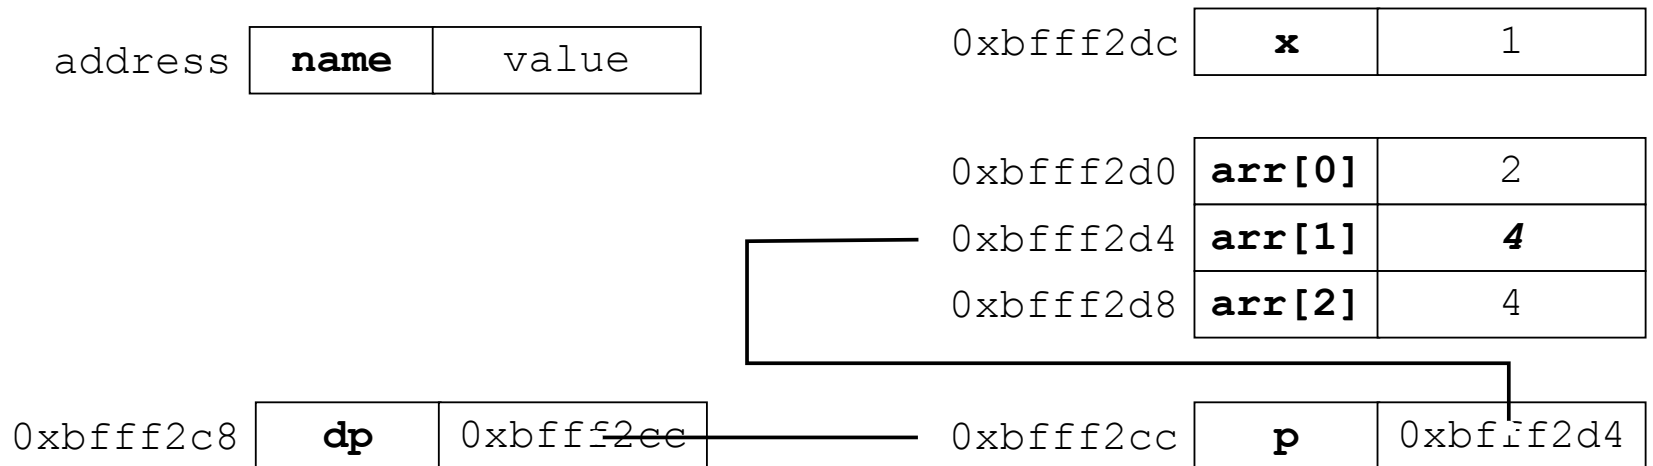 address name value
0xbfff2dc x 1
0xbfff2d0 arr[0] 2
0xbfff2d4 arr[1] 4
0xbfff2d8 arr[2] 4
0xbfff2c8 dp 0xbfff2cc
0xbfff2cc p 0xbfff2d4